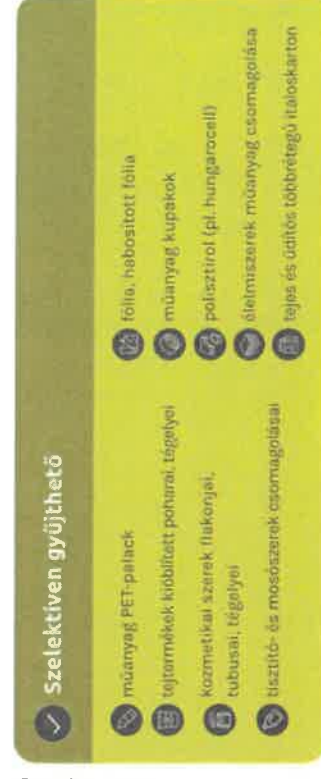 Szelektíven gyűjthető
műanyag PET-palack
tejtermékek kiöblített poharai, tégelyei
kozmetikai szerek flakonjai,
tubusai, tégelyei
tisztító- és mosószerek csomagolásai
fólia, habosított fólia
műanyag kupakok
polisztirol (pl. hungarocell)
élelmiszerek műanyag csomagolása
tejes és üdítős többrétegű italoskarton